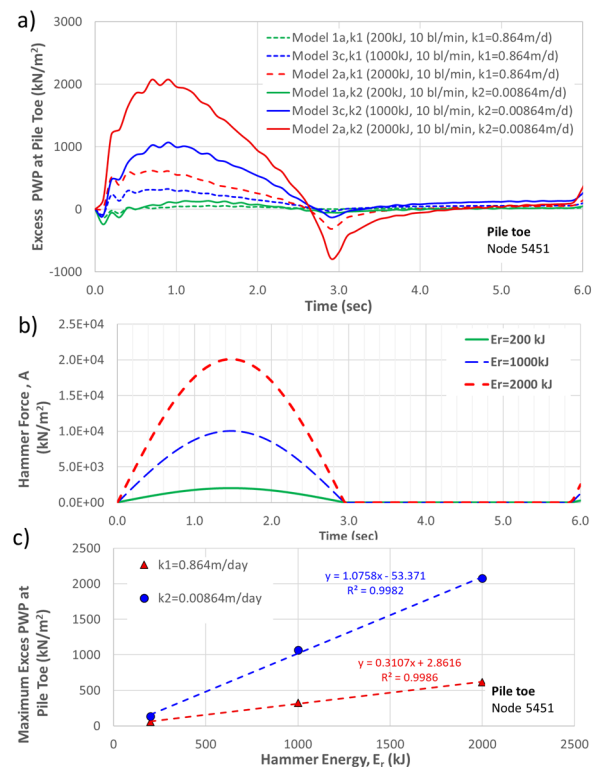 a)
Excess PWP at Pile Toe
(kN/m²)
3000
2000
1000
0
-1000
Model 1a,k1 (200kJ, 10 bl/min, k1=0.864m/d)
Model 3c,k1 (1000kJ, 10 bl/min, k1=0.864m/d)
Model 2a,k1 (2000kJ, 10 bl/min, k1=0.864m/d)
Model 1a,k2 (200kJ, 10 bl/min, k2=0.00864m/d)
Model 3c,k2 (1000kJ, 10 bl/min, k2=0.00864m/d)
Model 2a,k2 (2000kJ, 10 bl/min, k2=0.00864m/d)
Pile toe
Node 5451
0.0 1.0 2.0 3.0 4.0 5.0 6.0
Time (sec)
b)
Hammer Force , A
(kN/m²)
2.5E+04
2.0E+04
1.5E+04
1.0E+04
5.0E+03
0.0E+00
Er=200 kJ
Er=1000kJ
Er=2000 kJ
0.0 1.0 2.0 3.0 4.0 5.0 6.0
Time (sec)
c)
Maximum Exces PWP at
Pile Toe (kN/m²)
2500
2000
1500
1000
500
0
k1=0.864m/day
k2=0.00864m/day
y = 1.0758x - 53.371
R² = 0.9982
y = 0.3107x + 2.8616
R² = 0.9986
Pile toe
Node 5451
0 500 1000 1500 2000 2500
Hammer Energy, Er (kJ)